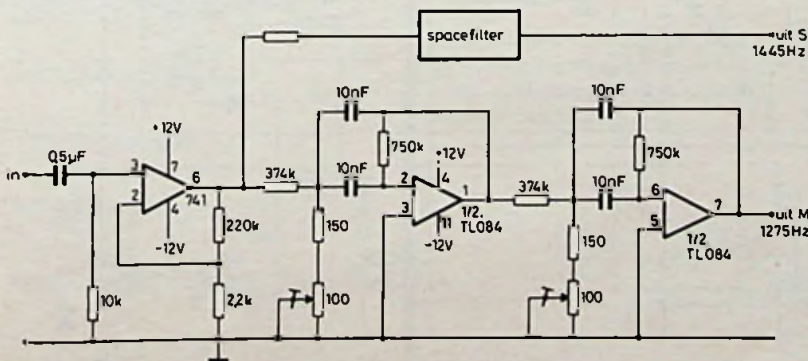 spacefilter
uit S
1445Hz
10nF
10nF
+12V
0,5µF
750k
750k
in
3
7
6
741
2
4
-12V
374k
10nF
+12V
2
4
1
374k
10nF
6
7
uit M
1275Hz
3
11
-12V
1/2.
TL084
5
1/2
TL084
220k
150
150
10k
2,2k
100
100